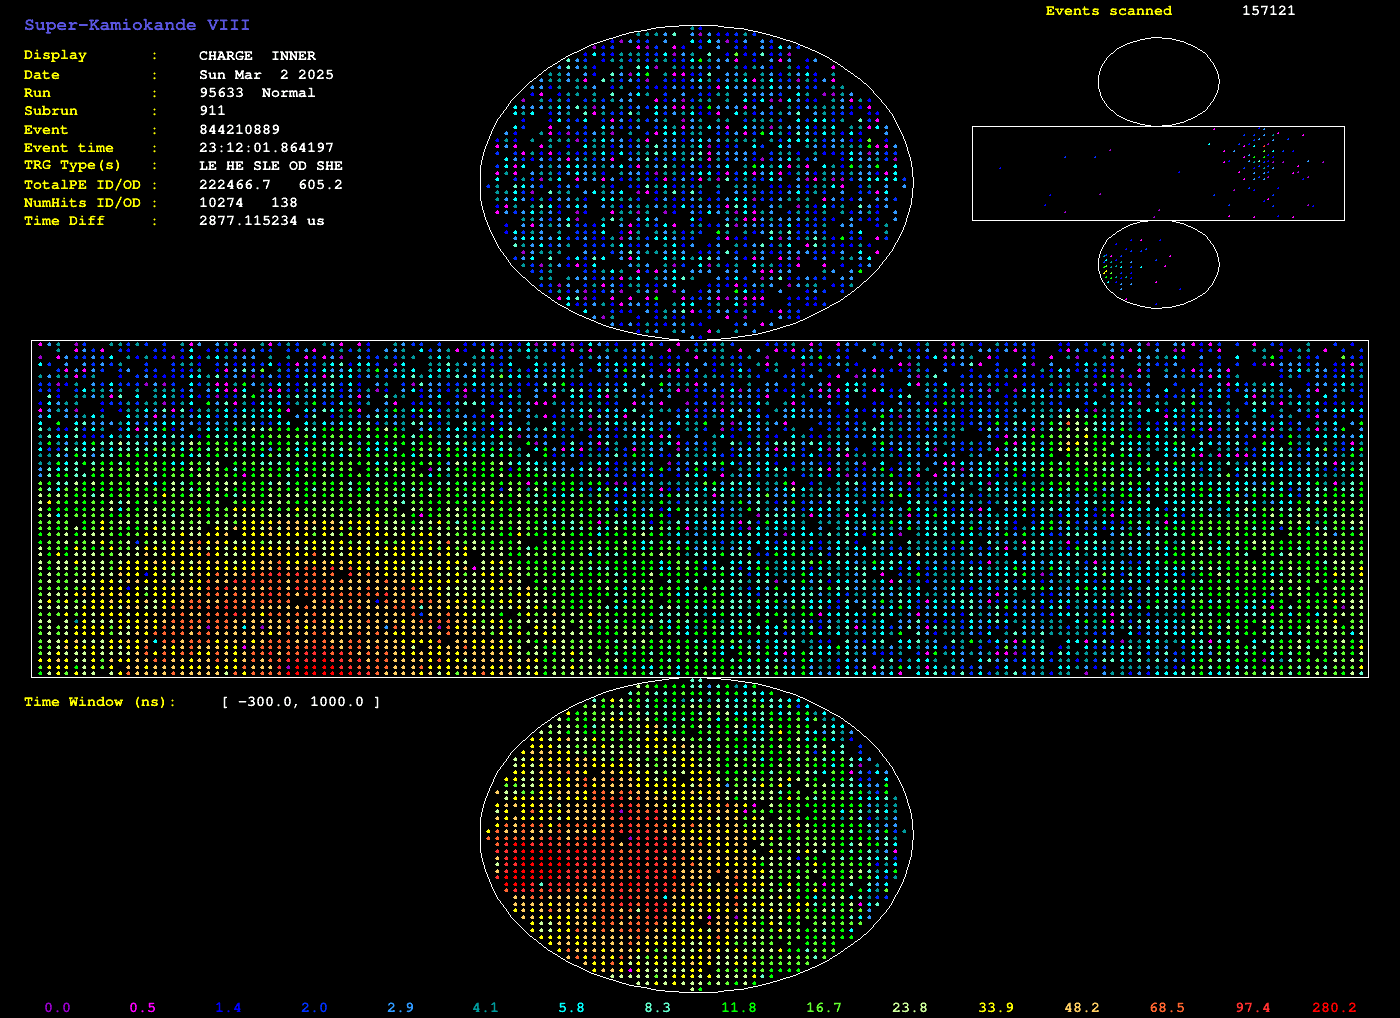 Super-Kamiokande VIII
Events scanned 157121
Display : CHARGE INNER
Date : Sun Mar 2 2025
Run : 95633 Normal
Subrun : 911
Event : 844210889
Event time : 23:12:01.864197
TRG Type(s) : LE HE SLE OD SHE
TotalPE ID/OD : 222466.7 605.2
NumHits ID/OD : 10274 138
Time Diff : 2877.115234 us
Time Window (ns): [ -300.0, 1000.0 ]
0.0 0.5 1.4 2.0 2.9 4.1 5.8 8.3 11.8 16.7 23.8 33.9 48.2 68.5 97.4 280.2